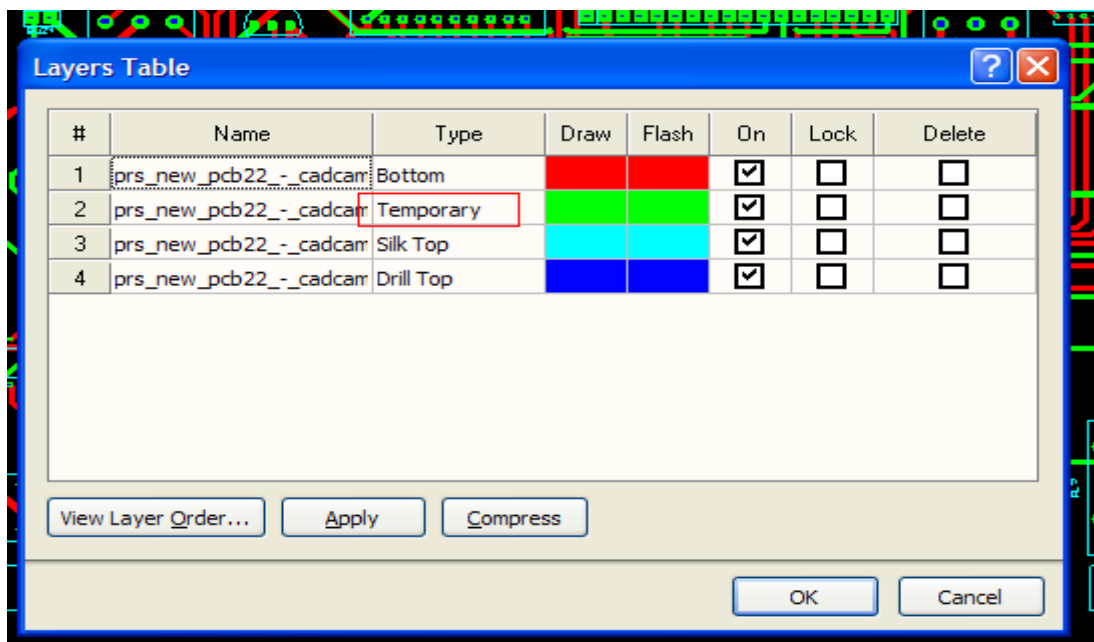 Layers Table
# Name Type Draw Flash On Lock Delete
1 prs_new_pcb22_-_cadcam Bottom
2 prs_new_pcb22_-_cadcam Temporary
3 prs_new_pcb22_-_cadcam Silk Top
4 prs_new_pcb22_-_cadcam Drill Top
View Layer Order... Apply Compress
OK Cancel